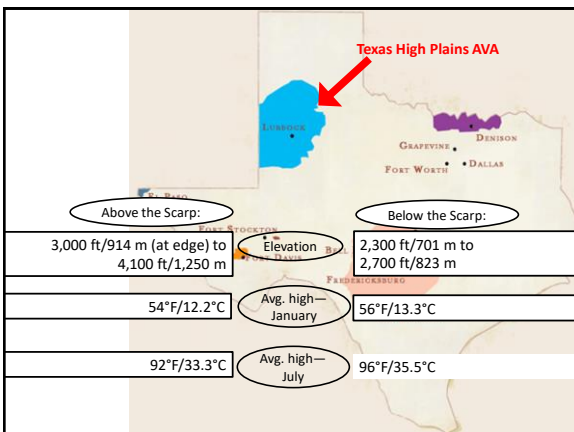 Texas High Plains AVA
LUBBOCK
DENISON
GRAPEVINE
FORT WORTH
DALLAS
EL PASO
Above the Scarp:
Below the Scarp:
FORT STOCKTON
3,000 ft/914 m (at edge) to
4,100 ft/1,250 m
Elevation
2,300 ft/701 m to
2,700 ft/823 m
FORT DAVIS
BELL
FREDERICKSBURG
54°F/12.2°C
Avg. high—
January
56°F/13.3°C
92°F/33.3°C
Avg. high—
July
96°F/35.5°C